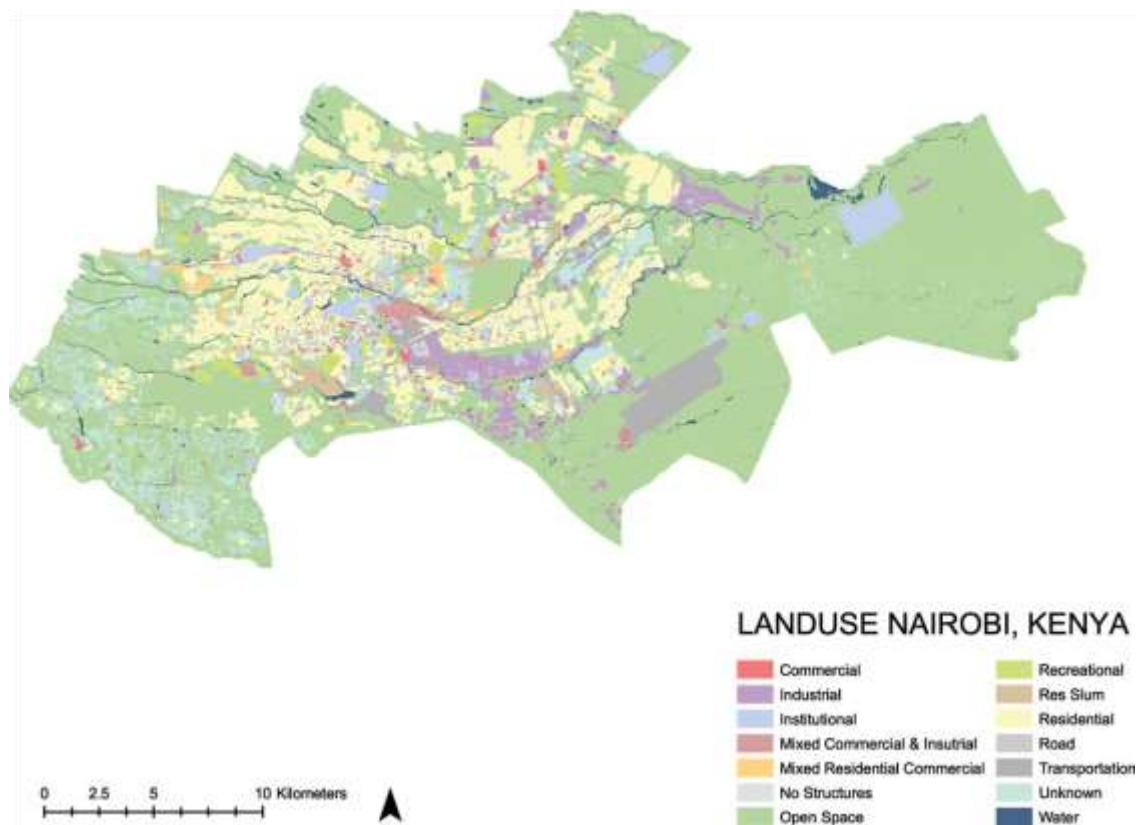 LANDUSE NAIROBI, KENYA
Commercial
Industrial
Institutional
Mixed Commercial & Insutrial
Mixed Residential Commercial
No Structures
Open Space
Recreational
Res Slum
Residential
Road
Transportation
Unknown
Water
0 2.5 5 10 Kilometers